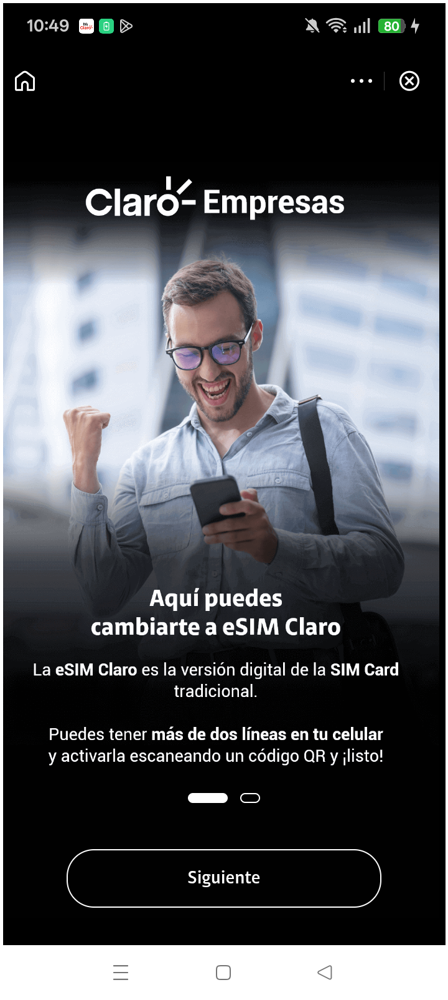 10:49
Mi
Claro
80
Claro Empresas
Aquí puedes
cambiarte a eSIM Claro
La eSIM Claro es la versión digital de la SIM Card
tradicional.
Puedes tener más de dos líneas en tu celular
y activarla escaneando un código QR y ¡listo!
Siguiente